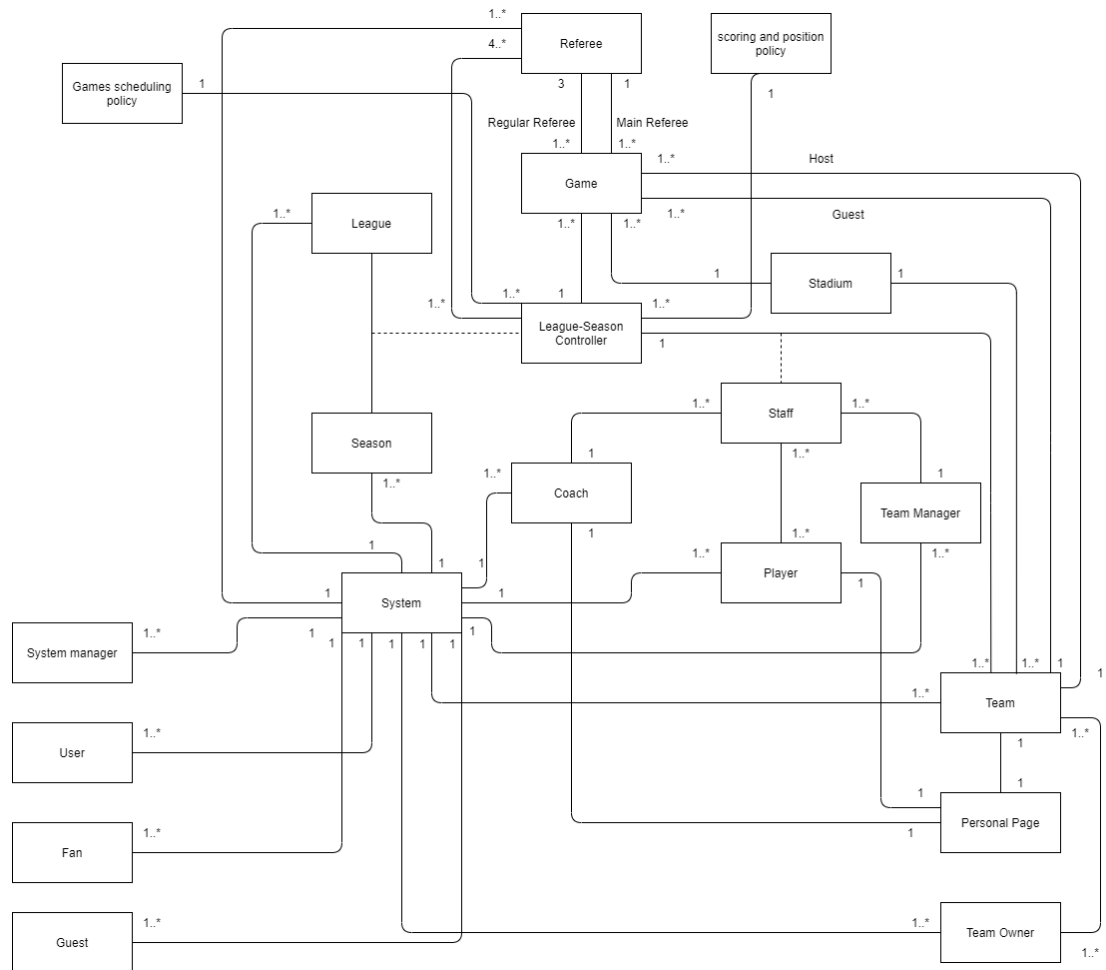 1..*
Referee
scoring and position
policy
4..*
Games scheduling
policy
1
3
1
1
Regular Referee
Main Referee
1..*
1..*
1..*
Host
Game
1..*
League
1..*
Guest
1..*
1..*
1
Stadium
1
1..*
1..*
1
1..*
League-Season
Controller
1
1..*
Staff
1..*
Season
1
1..*
1..*
Coach
1
1..*
Team Manager
1
1..*
1
1
1
1..*
Player
1
1..*
1
System
1
1
System manager
1..*
1
1
1
1
1
1
1..*
1..*
1
1
1..*
Team
User
1..*
1
1..*
1
1
Personal Page
1
Fan
1..*
Guest
1..*
1..*
Team Owner
1..*